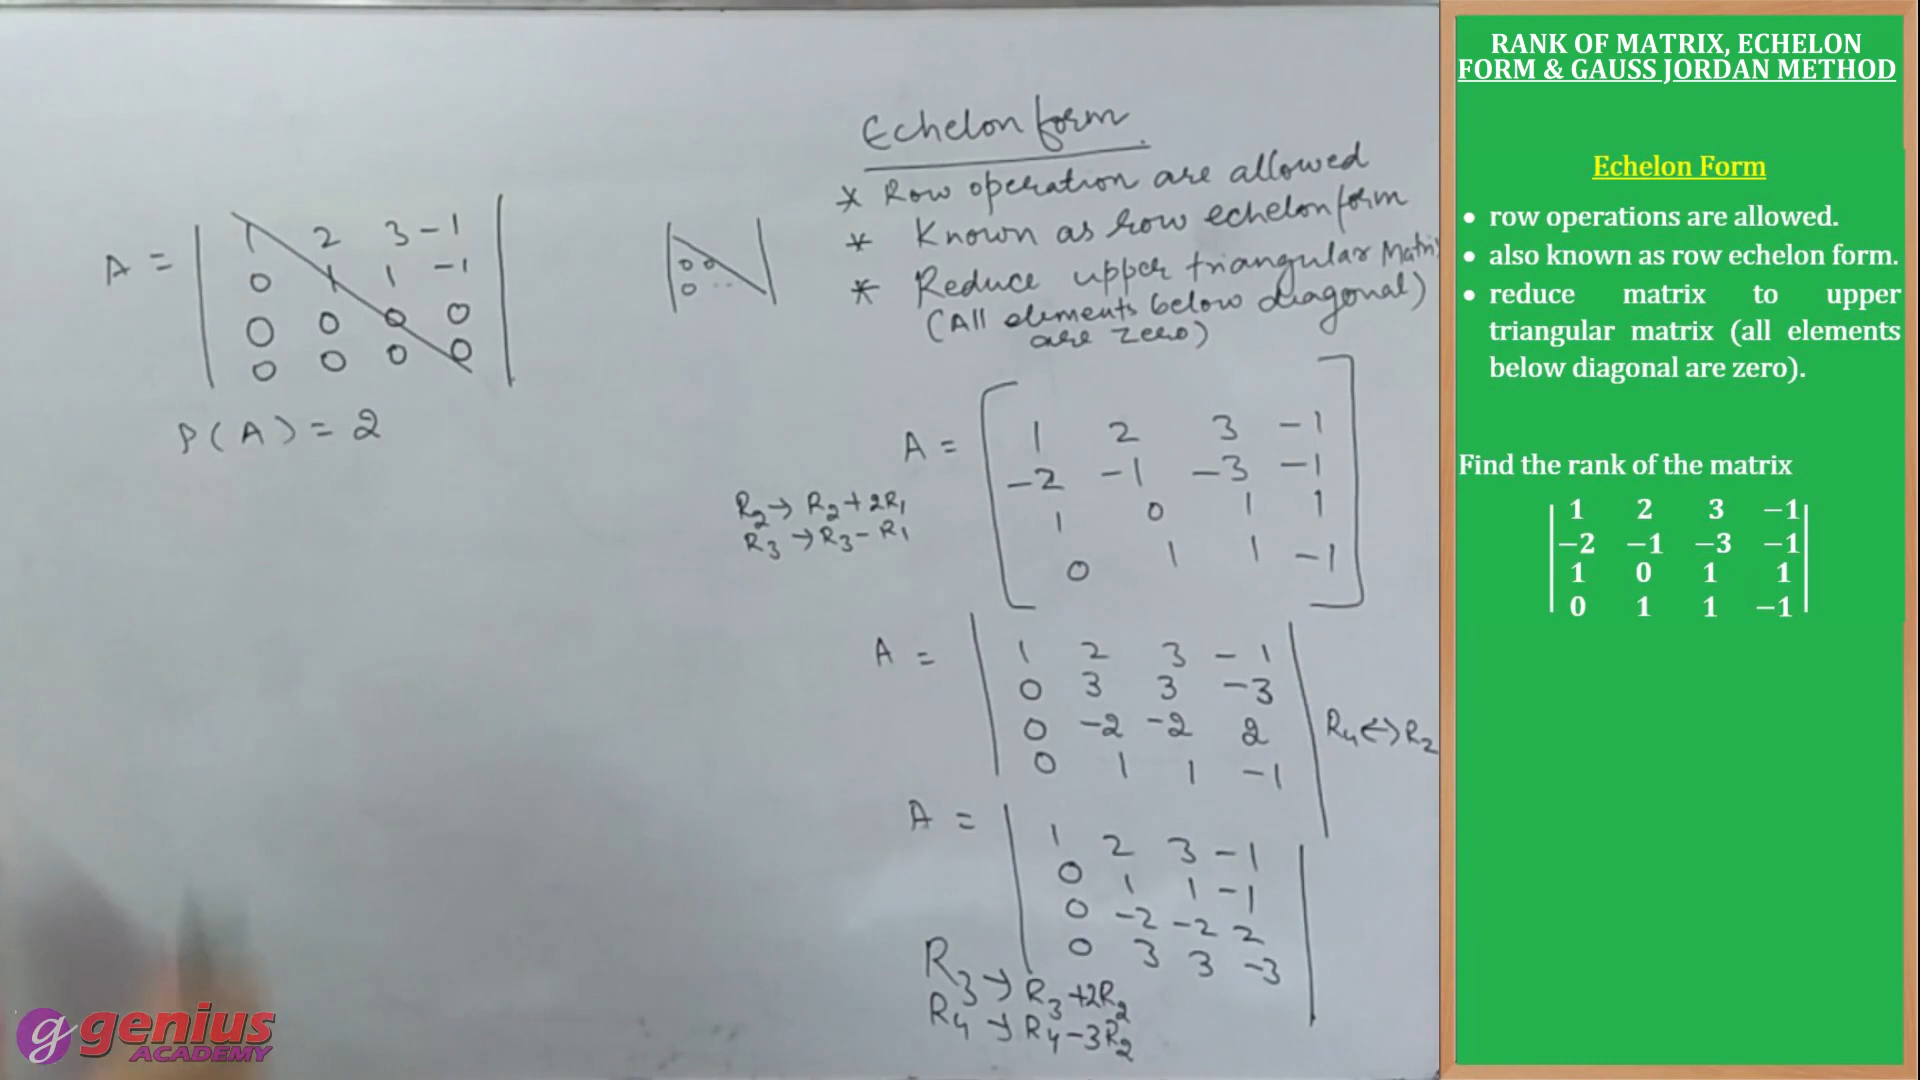 A =
1 2 3 -1
0 1 1 -1
0 0 0 0
0 0 0 0
P(A) = 2
0 0
0 ..
Echelon form
* Row operation are allowed
* Known as row echelon form
* Reduce upper triangular Matri
(All elements below diagonal)
are zero)
A =
1 2 3 -1
-2 -1 -3 -1
1 0 1 1
0 1 1 -1
R2 → R2 + 2R1
R3 → R3 - R1
A =
1 2 3 -1
0 3 3 -3
0 -2 -2 2
0 1 1 -1
R4 ↔ R2
A =
1 2 3 -1
0 1 1 -1
0 -2 -2 2
0 3 3 -3
R3 → R3 +2R2
R4 → R4 -3R2
g genius
ACADEMY
RANK OF MATRIX, ECHELON
FORM & GAUSS JORDAN METHOD
Echelon Form
• row operations are allowed.
• also known as row echelon form.
• reduce matrix to upper
triangular matrix (all elements
below diagonal are zero).
Find the rank of the matrix
1 2 3 −1
−2 −1 −3 −1
1 0 1 1
0 1 1 −1